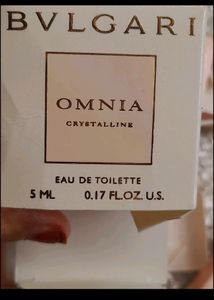 BVLGARI
OMNIA
CRYSTALLINE
EAU DE TOILETTE
5 ML 0.17 FL.OZ. U.S.